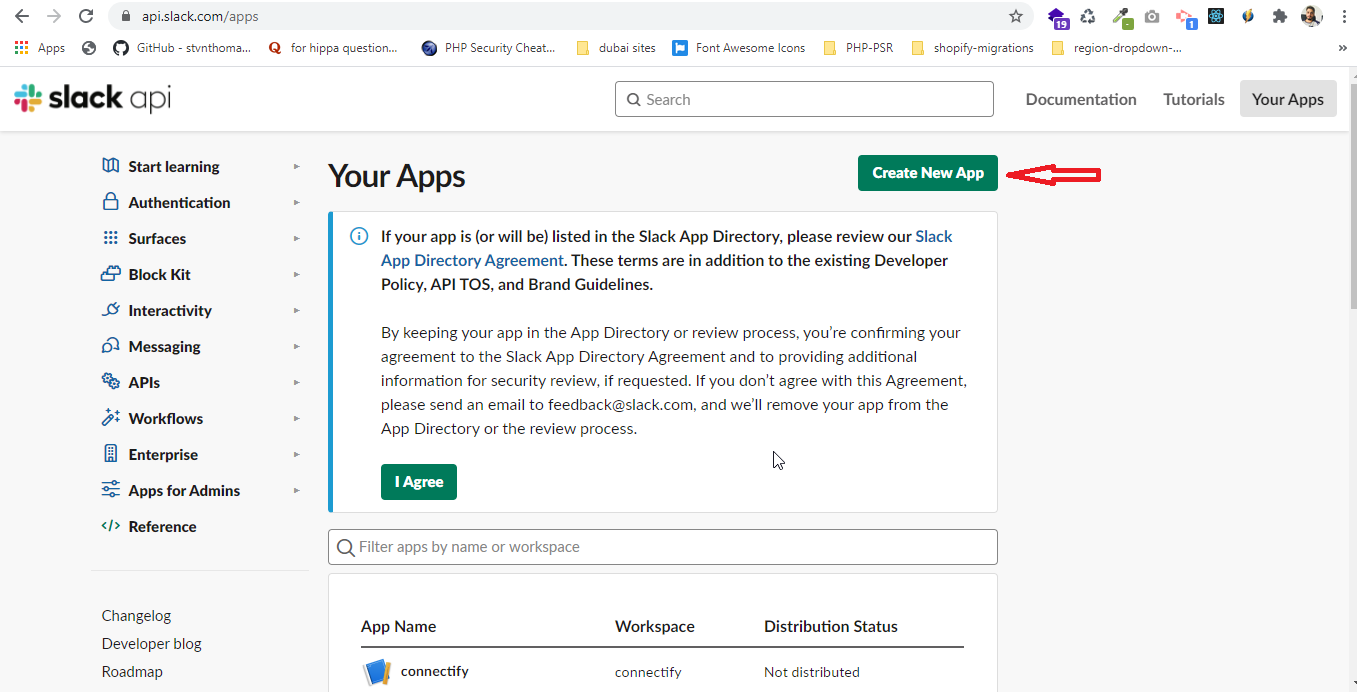 api.slack.com/apps
19
-
1
Apps
GitHub - stvnthoma...
for hippa question...
PHP Security Cheat...
dubai sites
Font Awesome Icons
PHP-PSR
shopify-migrations
region-dropdown-...
»
slack api
Search
Documentation
Tutorials
Your Apps
Start learning
Authentication
Surfaces
Block Kit
Interactivity
Messaging
APIs
Workflows
Enterprise
Apps for Admins
Reference
Changelog
Developer blog
Roadmap
Your Apps
Create New App
If your app is (or will be) listed in the Slack App Directory, please review our Slack
App Directory Agreement. These terms are in addition to the existing Developer
Policy, API TOS, and Brand Guidelines.
By keeping your app in the App Directory or review process, you're confirming your
agreement to the Slack App Directory Agreement and to providing additional
information for security review, if requested. If you don't agree with this Agreement,
please send an email to feedback@slack.com, and we'll remove your app from the
App Directory or the review process.
I Agree
Filter apps by name or workspace
App Name Workspace Distribution Status
connectify connectify Not distributed